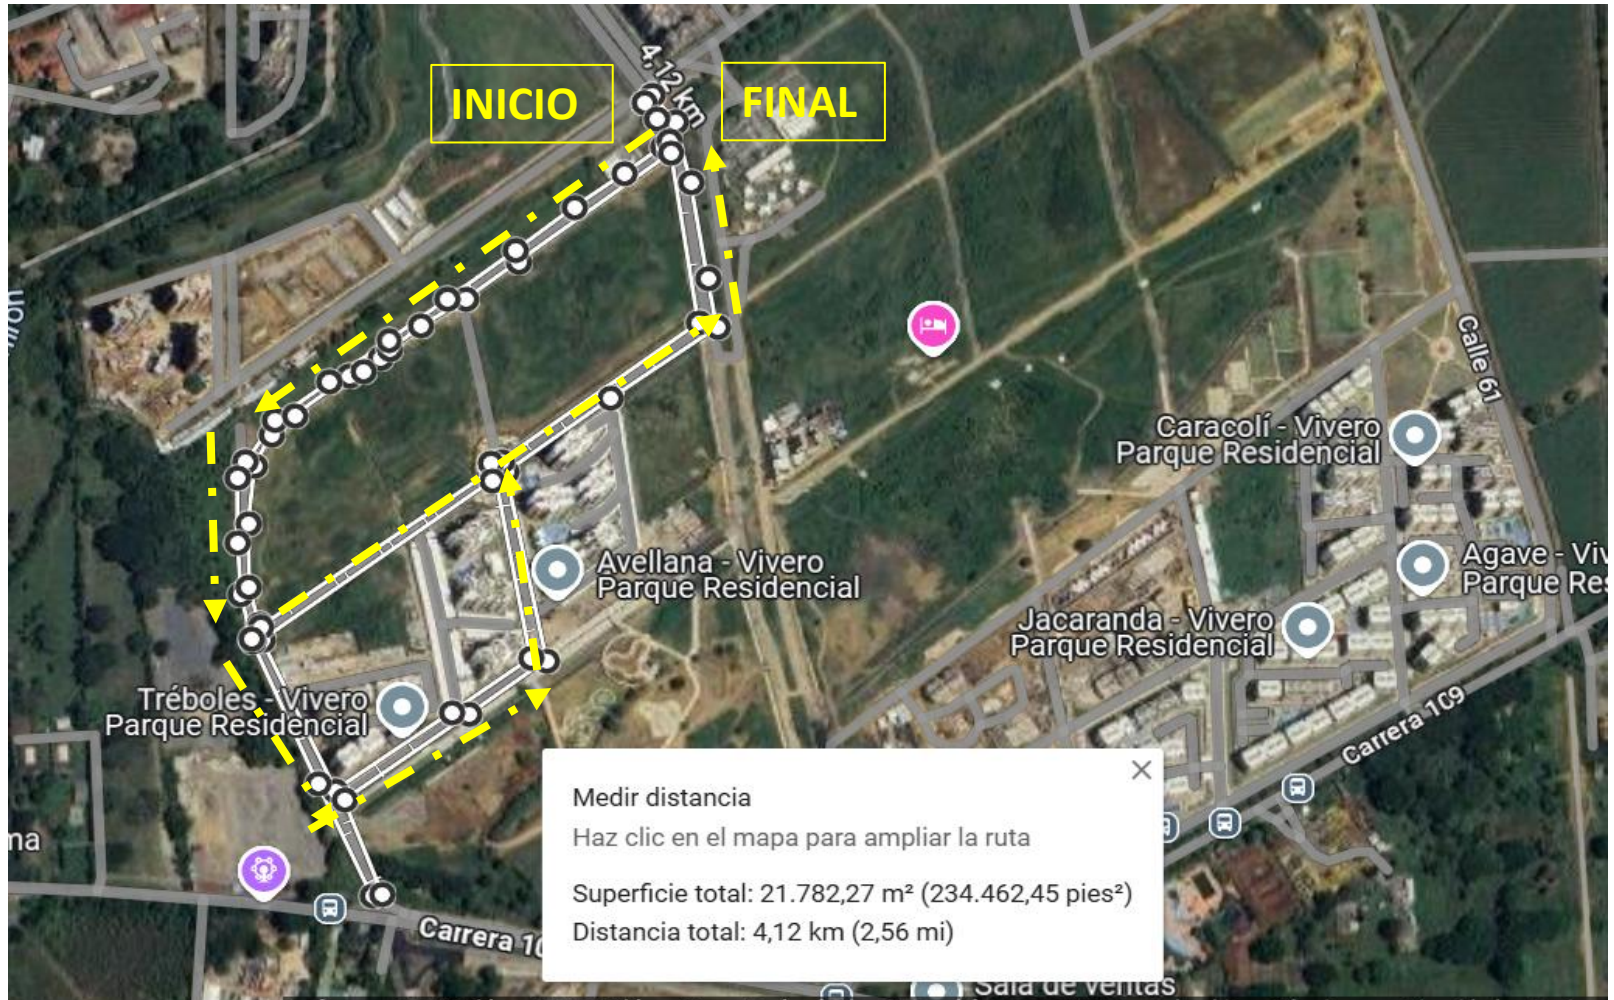 4,12 km
INICIO
FINAL
Calle 61
Caracolí - Vivero
Parque Residencial
Avellana - Vivero
Parque Residencial
Agave - Viv
Parque Res
Jacaranda - Vivero
Parque Residencial
Tréboles - Vivero
Parque Residencial
Carrera 109
Medir distancia
Haz clic en el mapa para ampliar la ruta
Superficie total: 21.782,27 m² (234.462,45 pies²)
Distancia total: 4,12 km (2,56 mi)
ma
Carrera 10
Sala de ventas